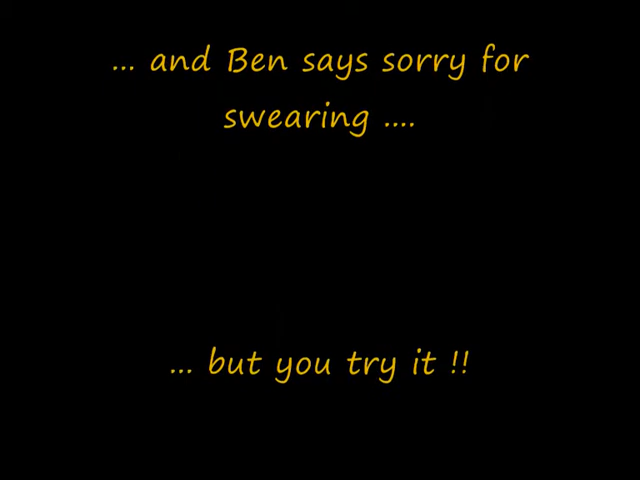 ... and Ben says sorry for
swearing ....
... but you try it !!